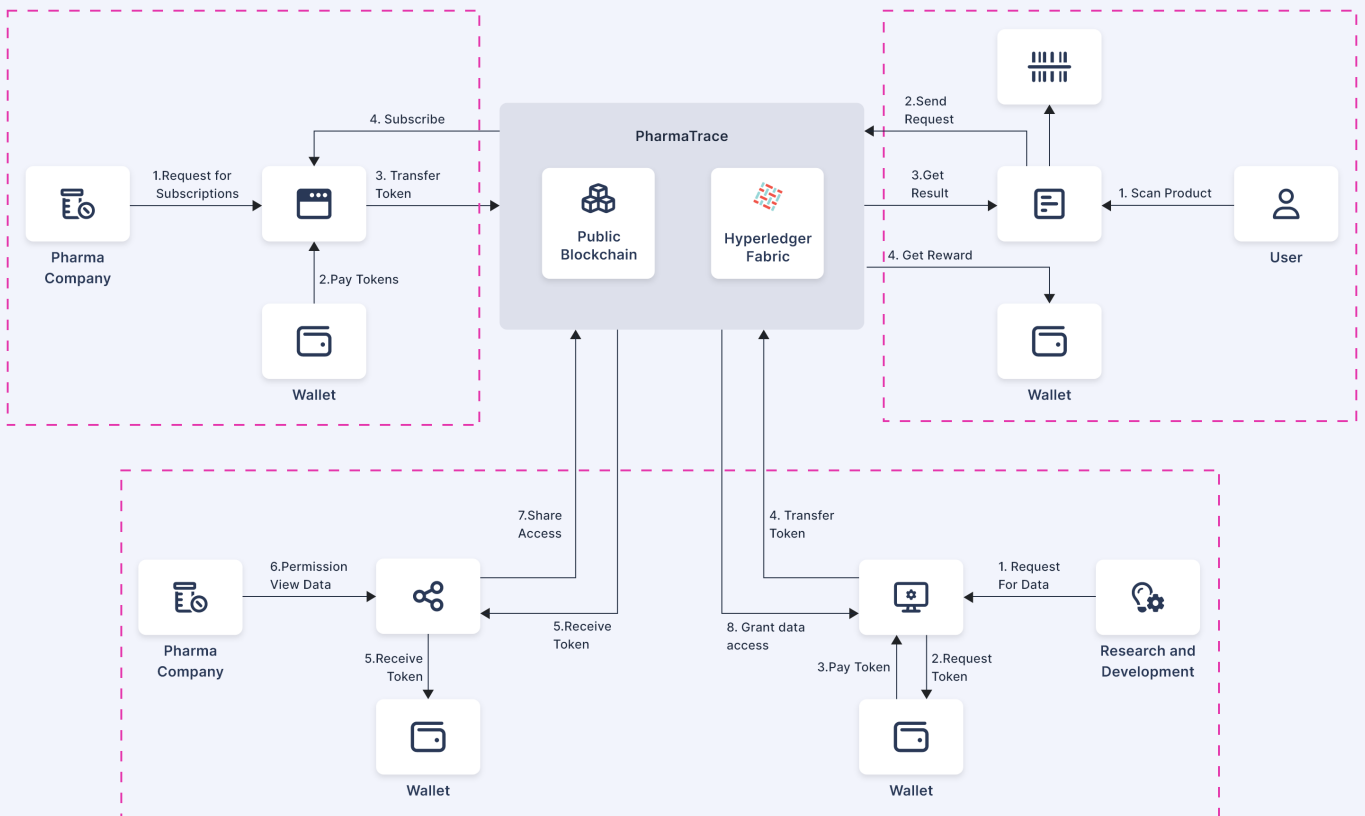 4. Subscribe
1.Request for
Subscriptions
3. Transfer
Token
Pharma
Company
2.Pay Tokens
Wallet
PharmaTrace
Public
Blockchain
Hyperledger
Fabric
2.Send
Request
3.Get
Result
1. Scan Product
4. Get Reward
User
Wallet
7.Share
Access
4. Transfer
Token
6.Permission
View Data
1. Request
For Data
5.Receive
Token
8. Grant data
access
Pharma
Company
5.Receive
Token
3.Pay Token
2.Request
Token
Research and
Development
Wallet
Wallet